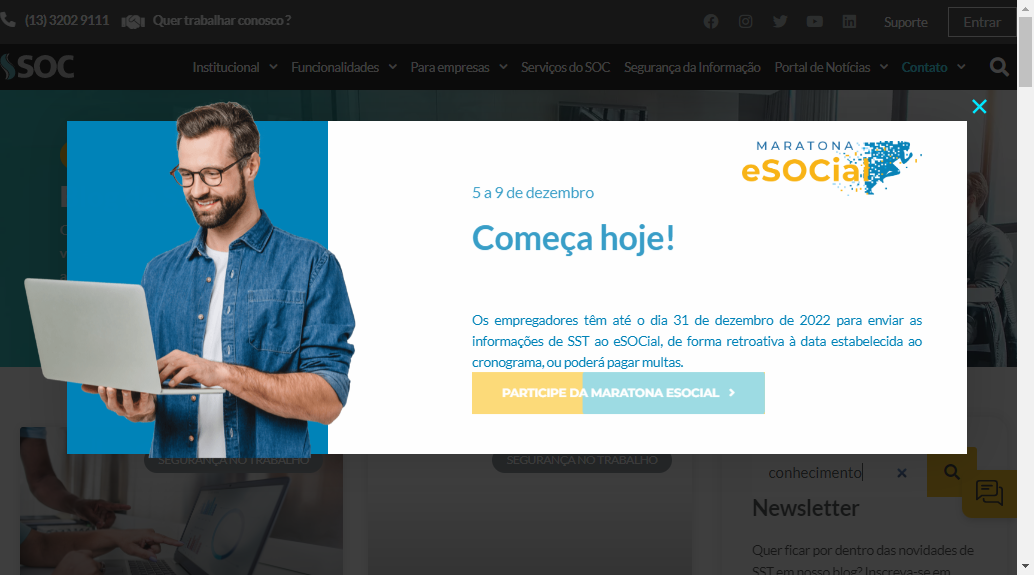 (13) 3202 9111 Quer trabalhar conosco ?
Suporte Entrar
SOC
Institucional Funcionalidades Para empresas Serviços do SOC Segurança da Informação Portal de Notícias Contato
MARATONA
eSOCial
5 a 9 de dezembro
Começa hoje!
Os empregadores têm até o dia 31 de dezembro de 2022 para enviar as
informações de SST ao eSOCial, de forma retroativa à data estabelecida ao
cronograma, ou poderá pagar multas.
PARTICIPE DA MARATONA ESOCIAL
SEGURANÇA NO TRABALHO SEGURANÇA NO TRABALHO
conhecimento
Newsletter
Quer ficar por dentro das novidades de
SST em nosso blog? Inscreva-se em